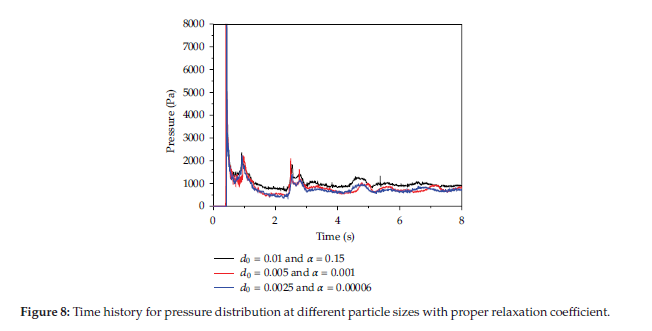 8000
7000
6000
5000
4000
3000
2000
1000
0
Pressure (Pa)
0 2 4 6 8
Time (s)
d₀ = 0.01 and α = 0.15
d₀ = 0.005 and α = 0.001
d₀ = 0.0025 and α = 0.00006
Figure 8: Time history for pressure distribution at different particle sizes with proper relaxation coefficient.